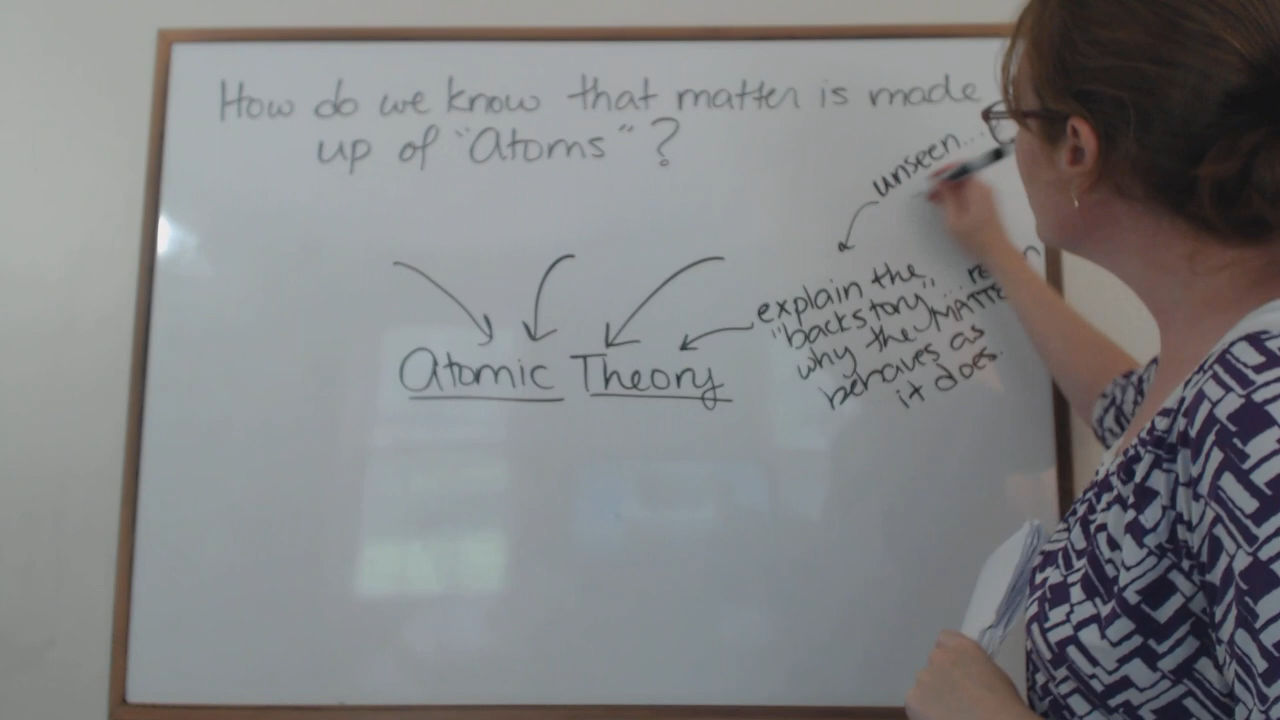 How do we know that matter is made
up of "Atoms"?
unseen...
explain the
"backstory"...
why the MATTE
behaves as
it does.
Atomic Theory